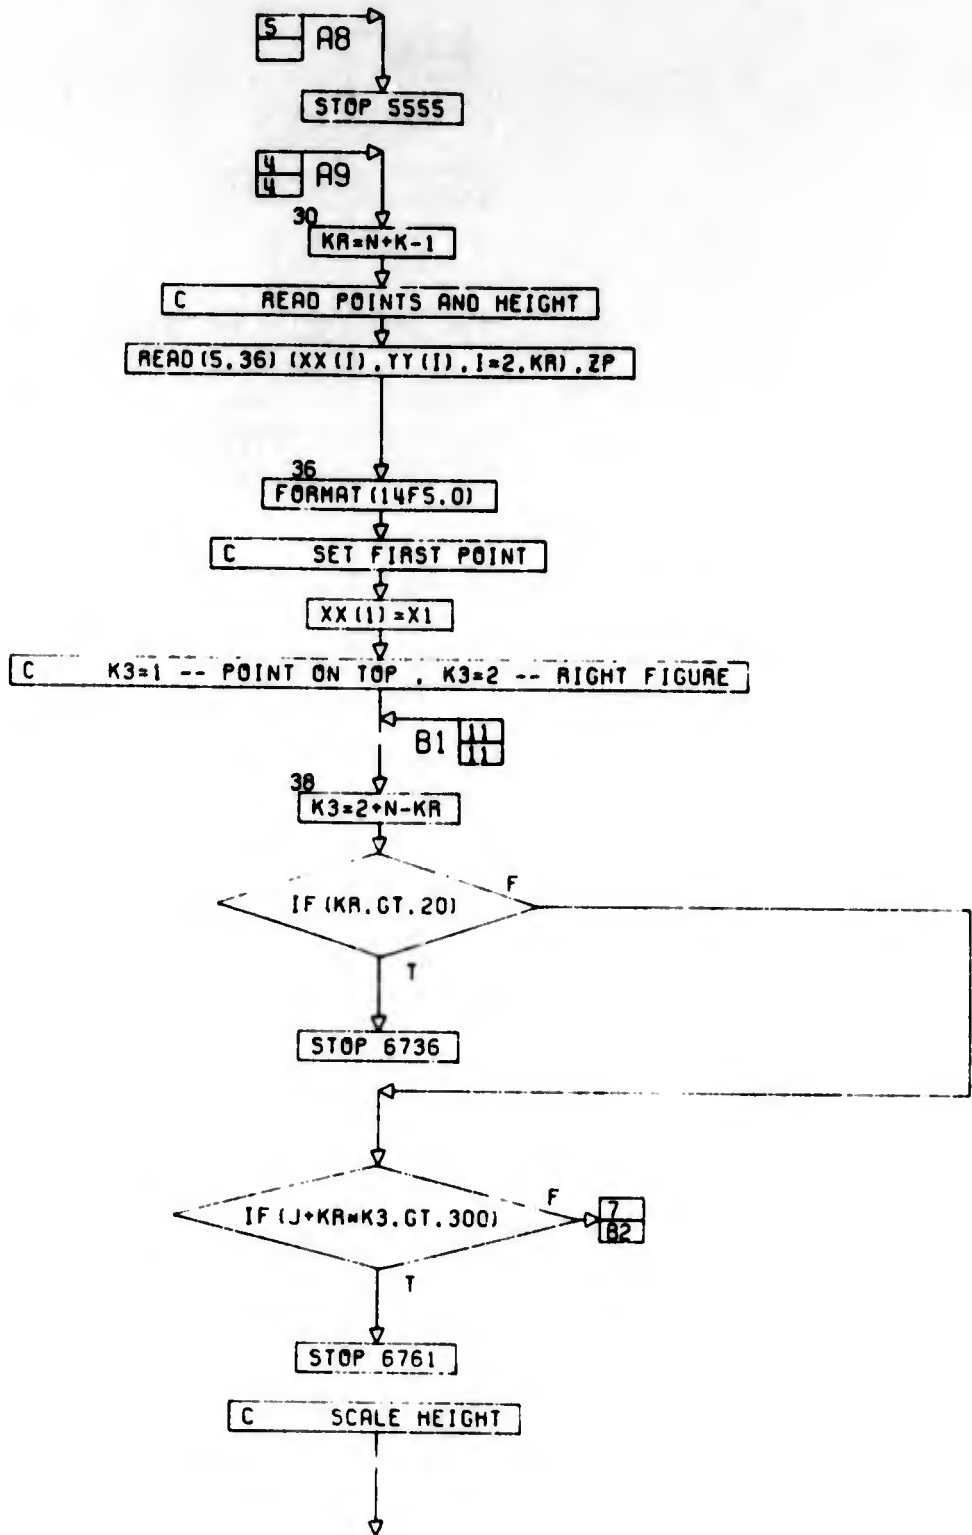 5
A8
STOP 5555
4
4
A9
30
KR=N+K-1
C READ POINTS AND HEIGHT
READ(5,36)(XX(I),YY(I),I=2,KR),ZP
36
FORMAT(14F5.0)
C SET FIRST POINT
XX(1)=X1
C K3=1 -- POINT ON TOP , K3=2 -- RIGHT FIGURE
B1
11
11
38
K3=2+N-KR
IF(KR.GT.20)
F
T
STOP 6736
IF(J+KR*K3.GT.300)
F
7
B2
T
STOP 6761
C SCALE HEIGHT